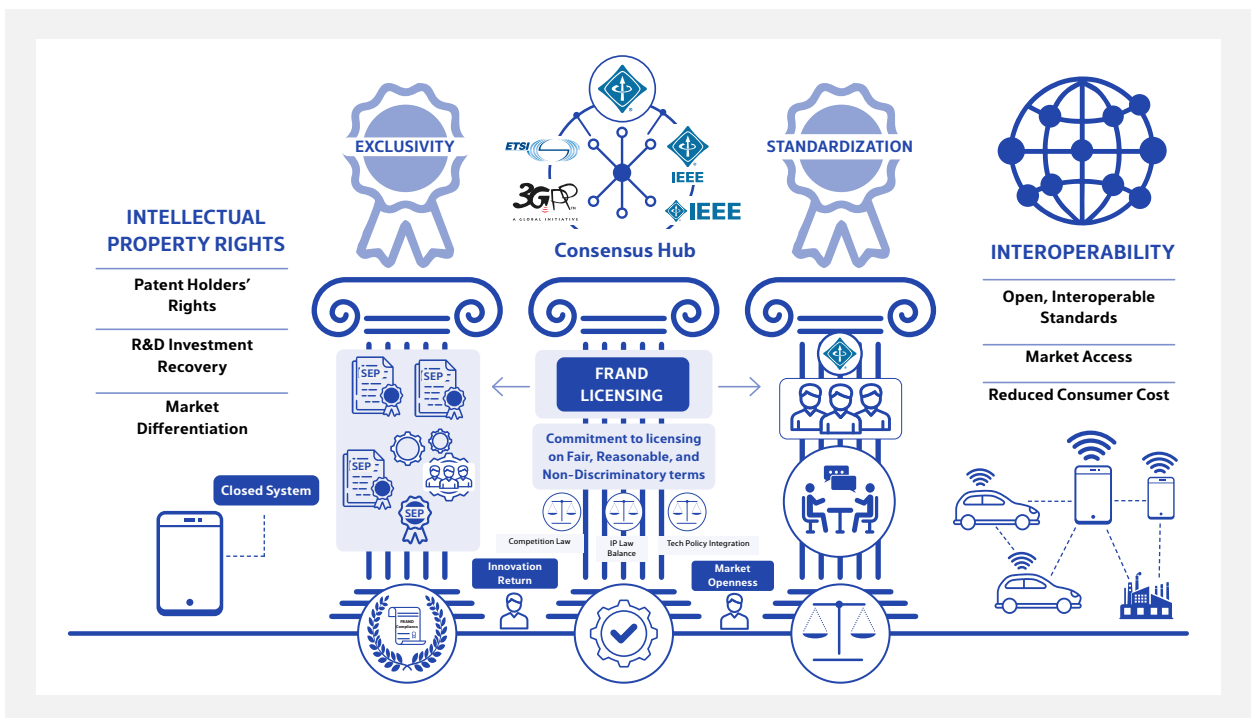 EXCLUSIVITY
ETSI
3GPP
TM
A GLOBAL INITIATIVE
IEEE
IEEE
Consensus Hub
STANDARDIZATION
INTELLECTUAL
PROPERTY RIGHTS
Patent Holders’
Rights
R&D Investment
Recovery
Market
Differentiation
Closed System
INTEROPERABILITY
Open, Interoperable
Standards
Market Access
Reduced Consumer Cost
SEP
SEP
SEP
SEP
FRAND
LICENSING
Commitment to licensing
on Fair, Reasonable, and
Non-Discriminatory terms
Competition Law
IP Law
Balance
Tech Policy Integration
Innovation
Return
Market
Openness
FRAND
Compliance